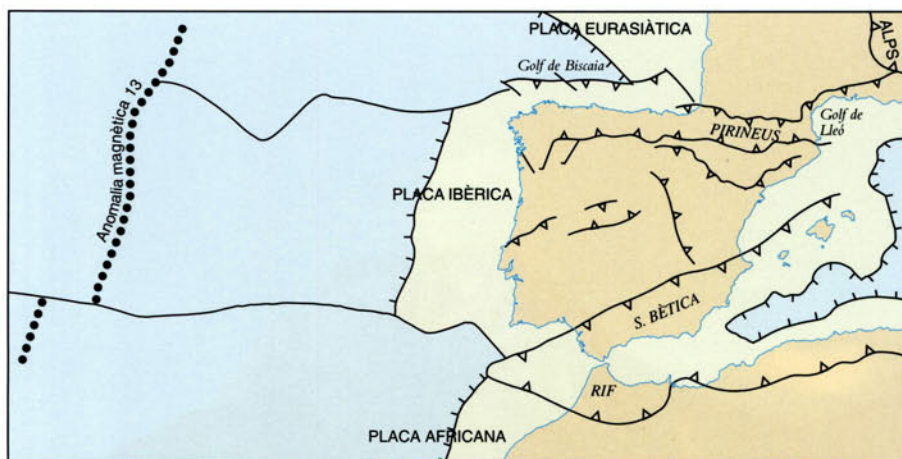 PLACA EURASIÀTICA
ALPS
Golf de Biscaia
Anomalia magnètica 13
Golf de
Lleó
PIRINEUS
PLACA IBÈRICA
S. BÈTICA
RIF
PLACA AFRICANA